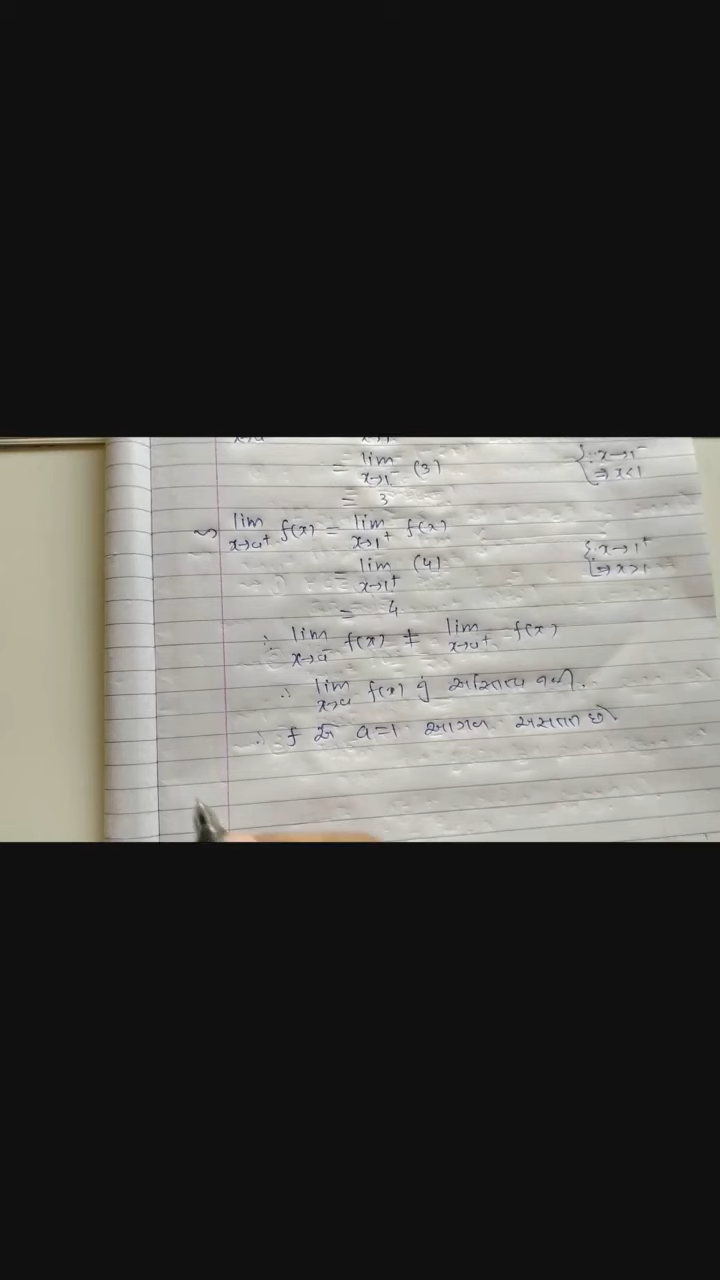 = lim x→1⁻ (3) {∵ x→1⁻
= 3 ⇒ x<1
⇝ lim x→a⁺ f(x) = lim x→1⁺ f(x)
= lim x→1⁺ (4) {∵ x→1⁺
= 4 ⇒ x>1
∴ lim x→a⁻ f(x) ≠ lim x→a⁺ f(x)
∴ lim x→a f(x) નું અસ્તિત્વ નથી.
∴ f એ a=1 આગળ અસતત છે.